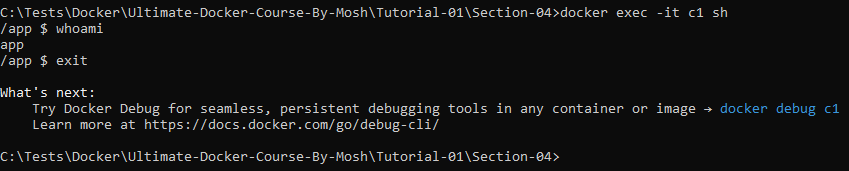 C:\Tests\Docker\Ultimate-Docker-Course-By-Mosh\Tutorial-01\Section-04>docker exec -it c1 sh
/app $ whoami
app
/app $ exit
What's next:
Try Docker Debug for seamless, persistent debugging tools in any container or image → docker debug c1
Learn more at https://docs.docker.com/go/debug-cli/
C:\Tests\Docker\Ultimate-Docker-Course-By-Mosh\Tutorial-01\Section-04>